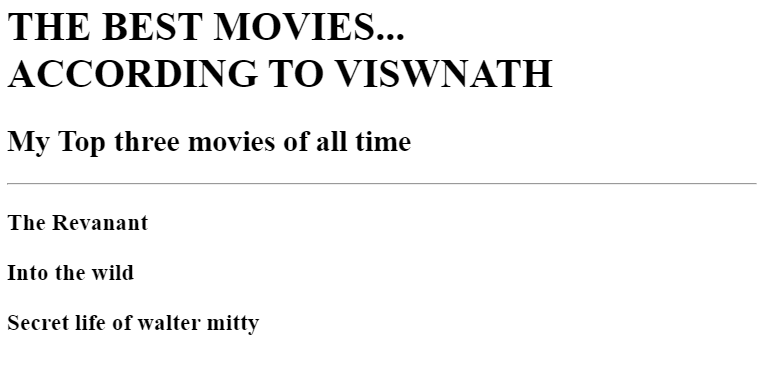 THE BEST MOVIES...
ACCORDING TO VISWNATH
My Top three movies of all time
The Revanant
Into the wild
Secret life of walter mitty